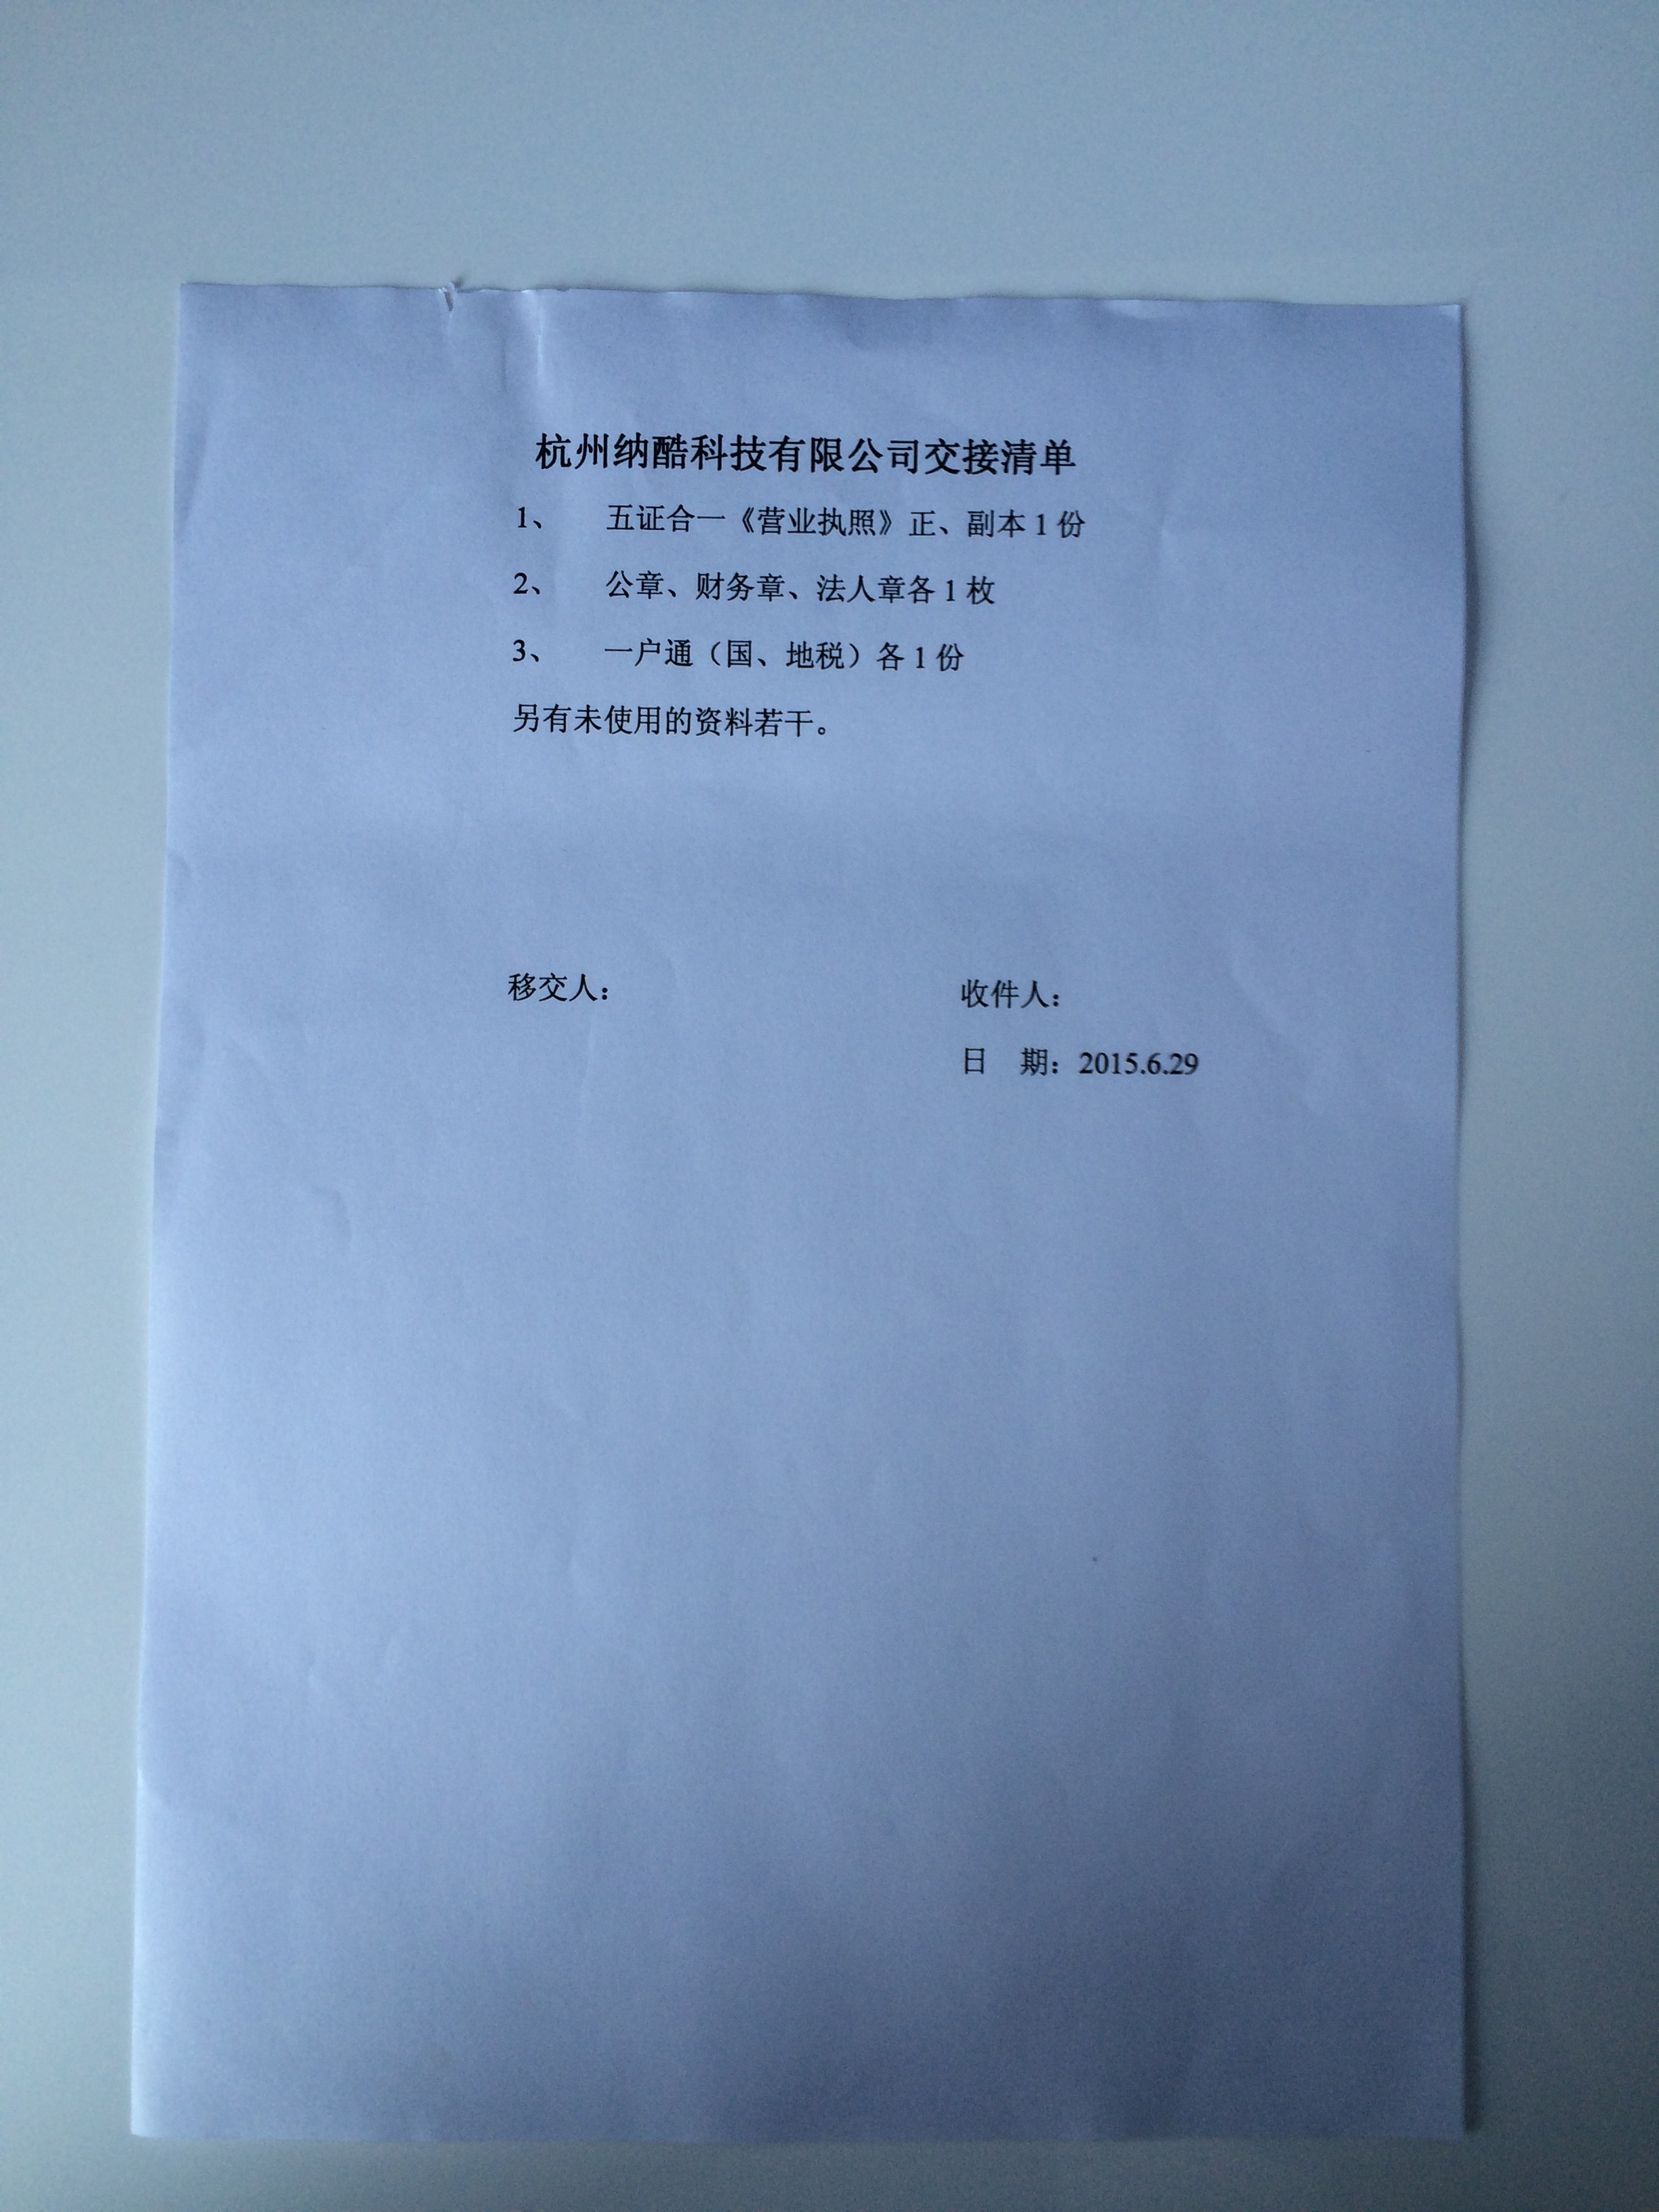 杭州纳酷科技有限公司交接清单
1、 五证合一《营业执照》正、副本 1 份
2、 公章、财务章、法人章各 1 枚
3、 一户通（国、地税）各 1 份
另有未使用的资料若干。
移交人： 收件人：
日 期：2015.6.29